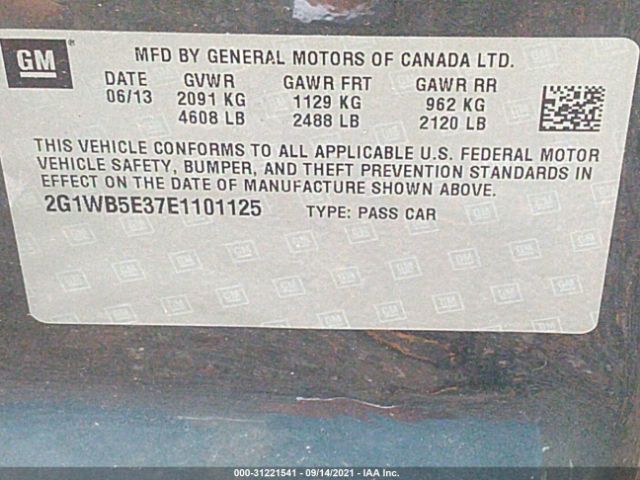 GM
MFD BY GENERAL MOTORS OF CANADA LTD.
DATE GVWR GAWR FRT GAWR RR
06/13 2091 KG 1129 KG 962 KG
4608 LB 2488 LB 2120 LB
THIS VEHICLE CONFORMS TO ALL APPLICABLE U.S. FEDERAL MOTOR
VEHICLE SAFETY, BUMPER, AND THEFT PREVENTION STANDARDS IN
EFFECT ON THE DATE OF MANUFACTURE SHOWN ABOVE.
2G1WB5E37E1101125 TYPE: PASS CAR
000-31221541 - 09/14/2021 - IAA Inc.